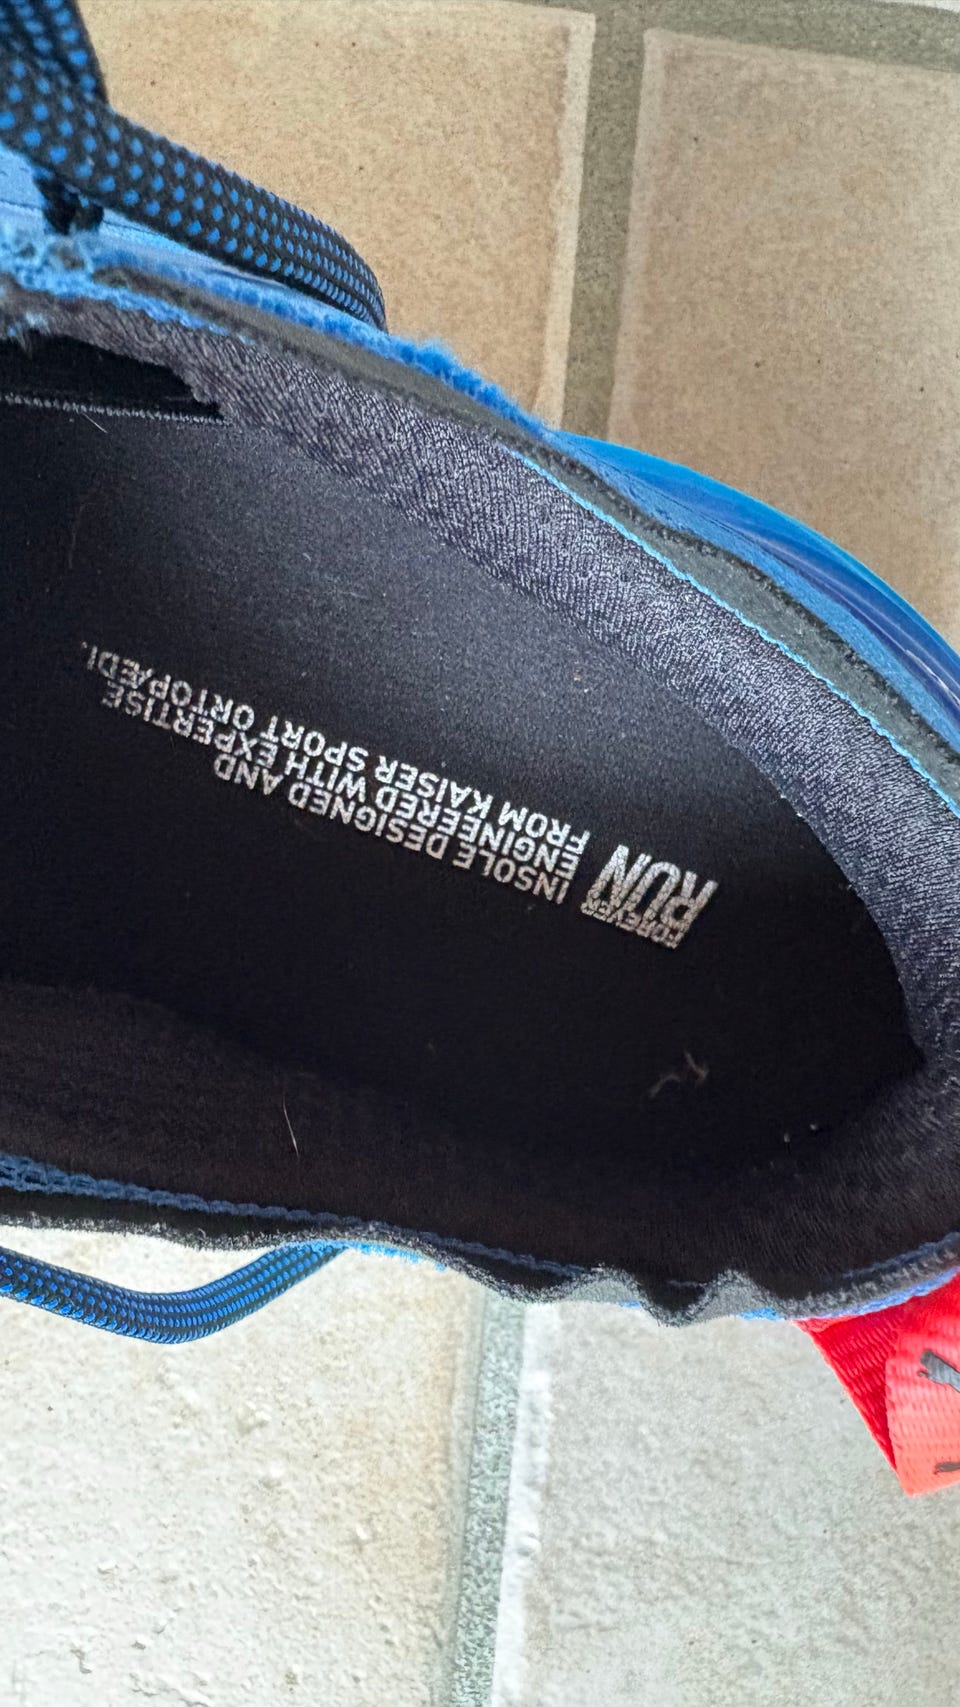 FOREVER
RUN
INSOLE DESIGNED AND
ENGINEERED WITH EXPERTISE
FROM KAISER SPORT ORTOPÆDI.